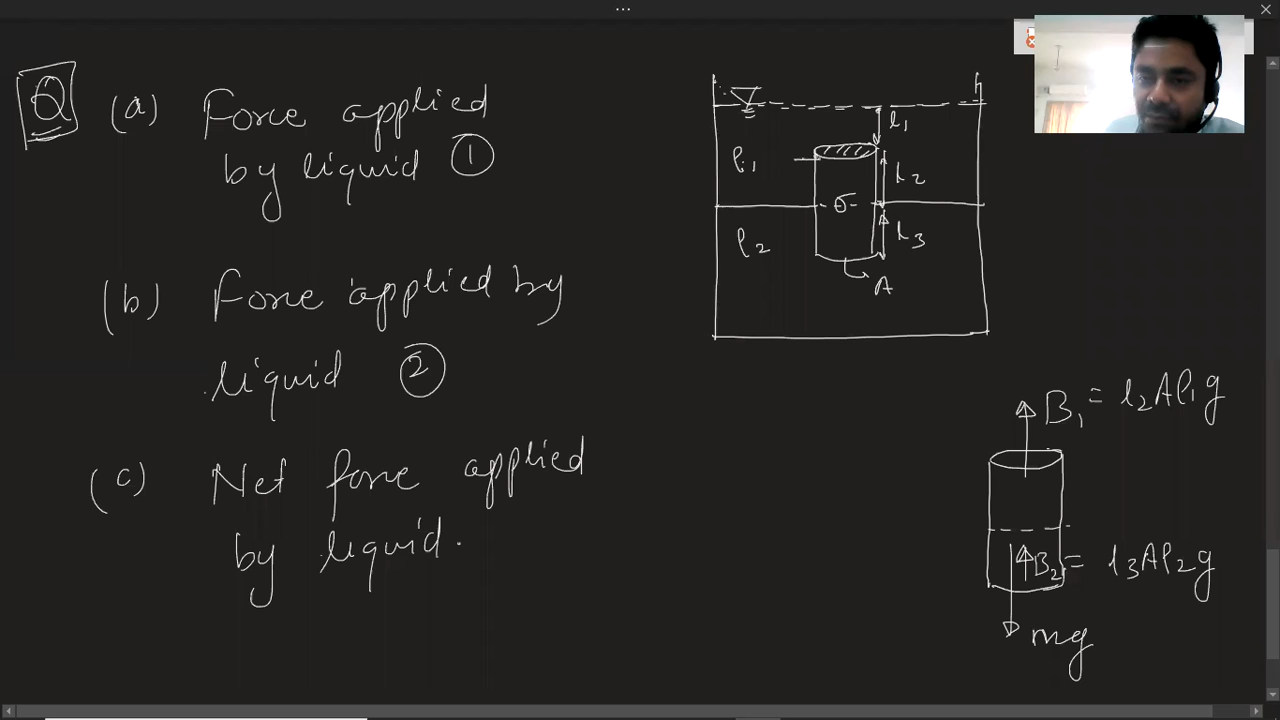 Q (a) Force applied
by liquid ①
(b) Force applied by
liquid ②
(c) Net force applied
by liquid.
l₁
ρ₁
l₂
σ
ρ₂
l₃
A
B₁ = l₂Aρ₁g
B₂ = l₃Aρ₂g
mg